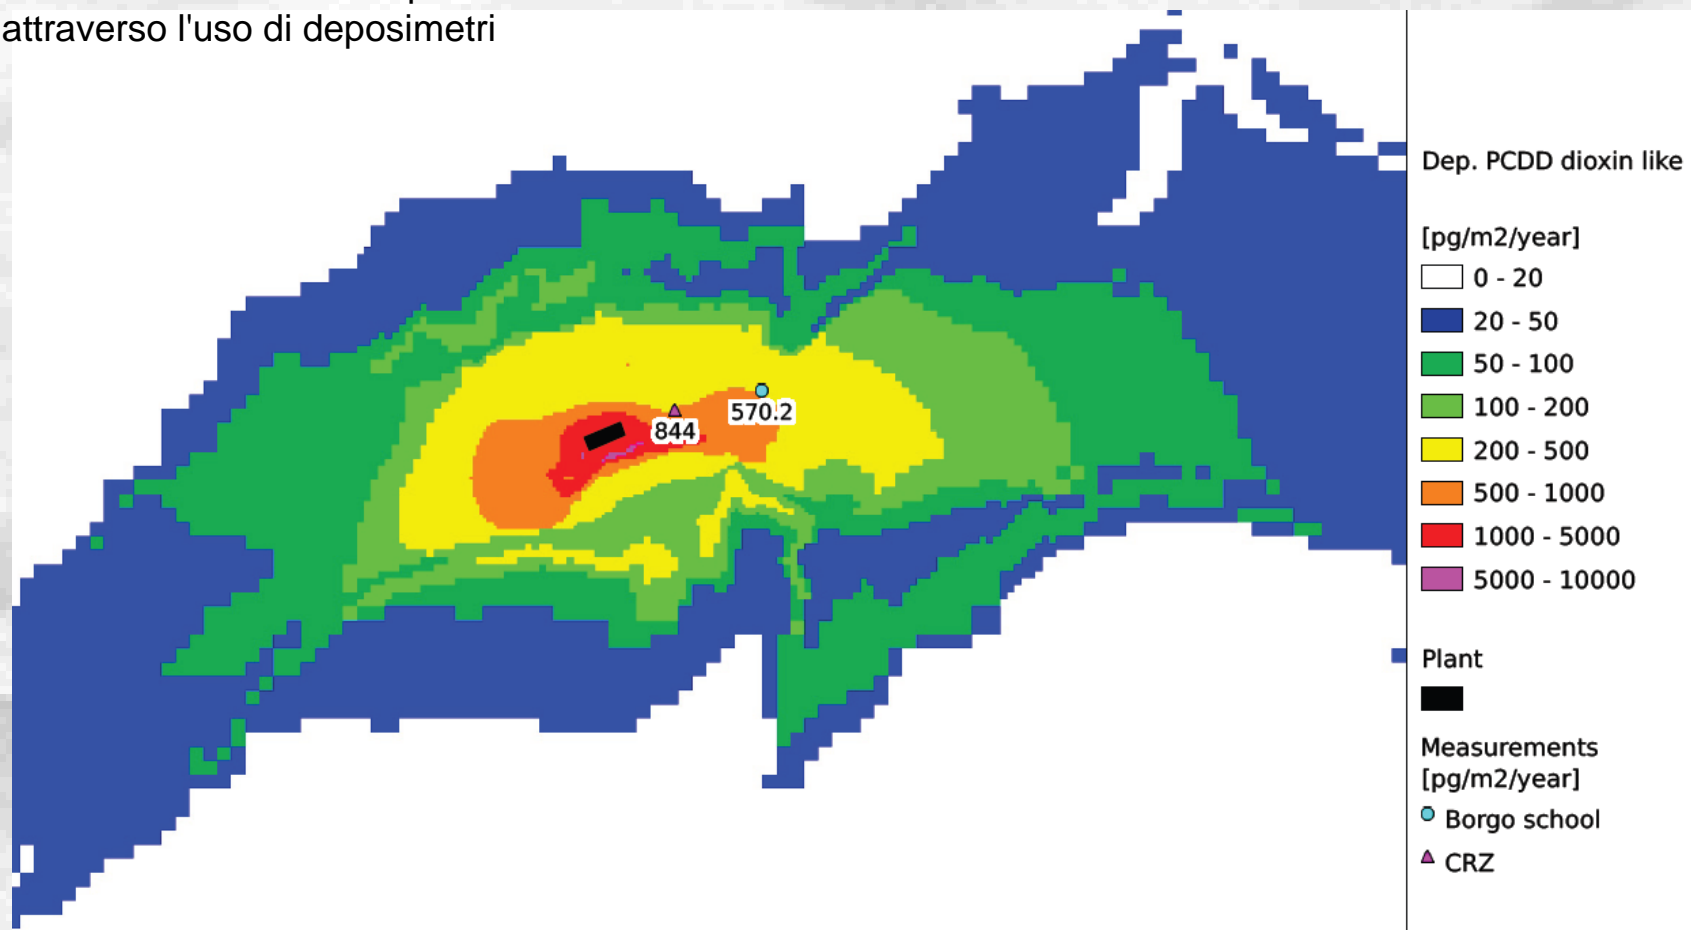 attraverso l'uso di deposimetri
Dep. PCDD dioxin like
[pg/m2/year]
0 - 20
20 - 50
50 - 100
100 - 200
200 - 500
500 - 1000
1000 - 5000
5000 - 10000
570.2
844
Plant
Measurements
[pg/m2/year]
Borgo school
CRZ